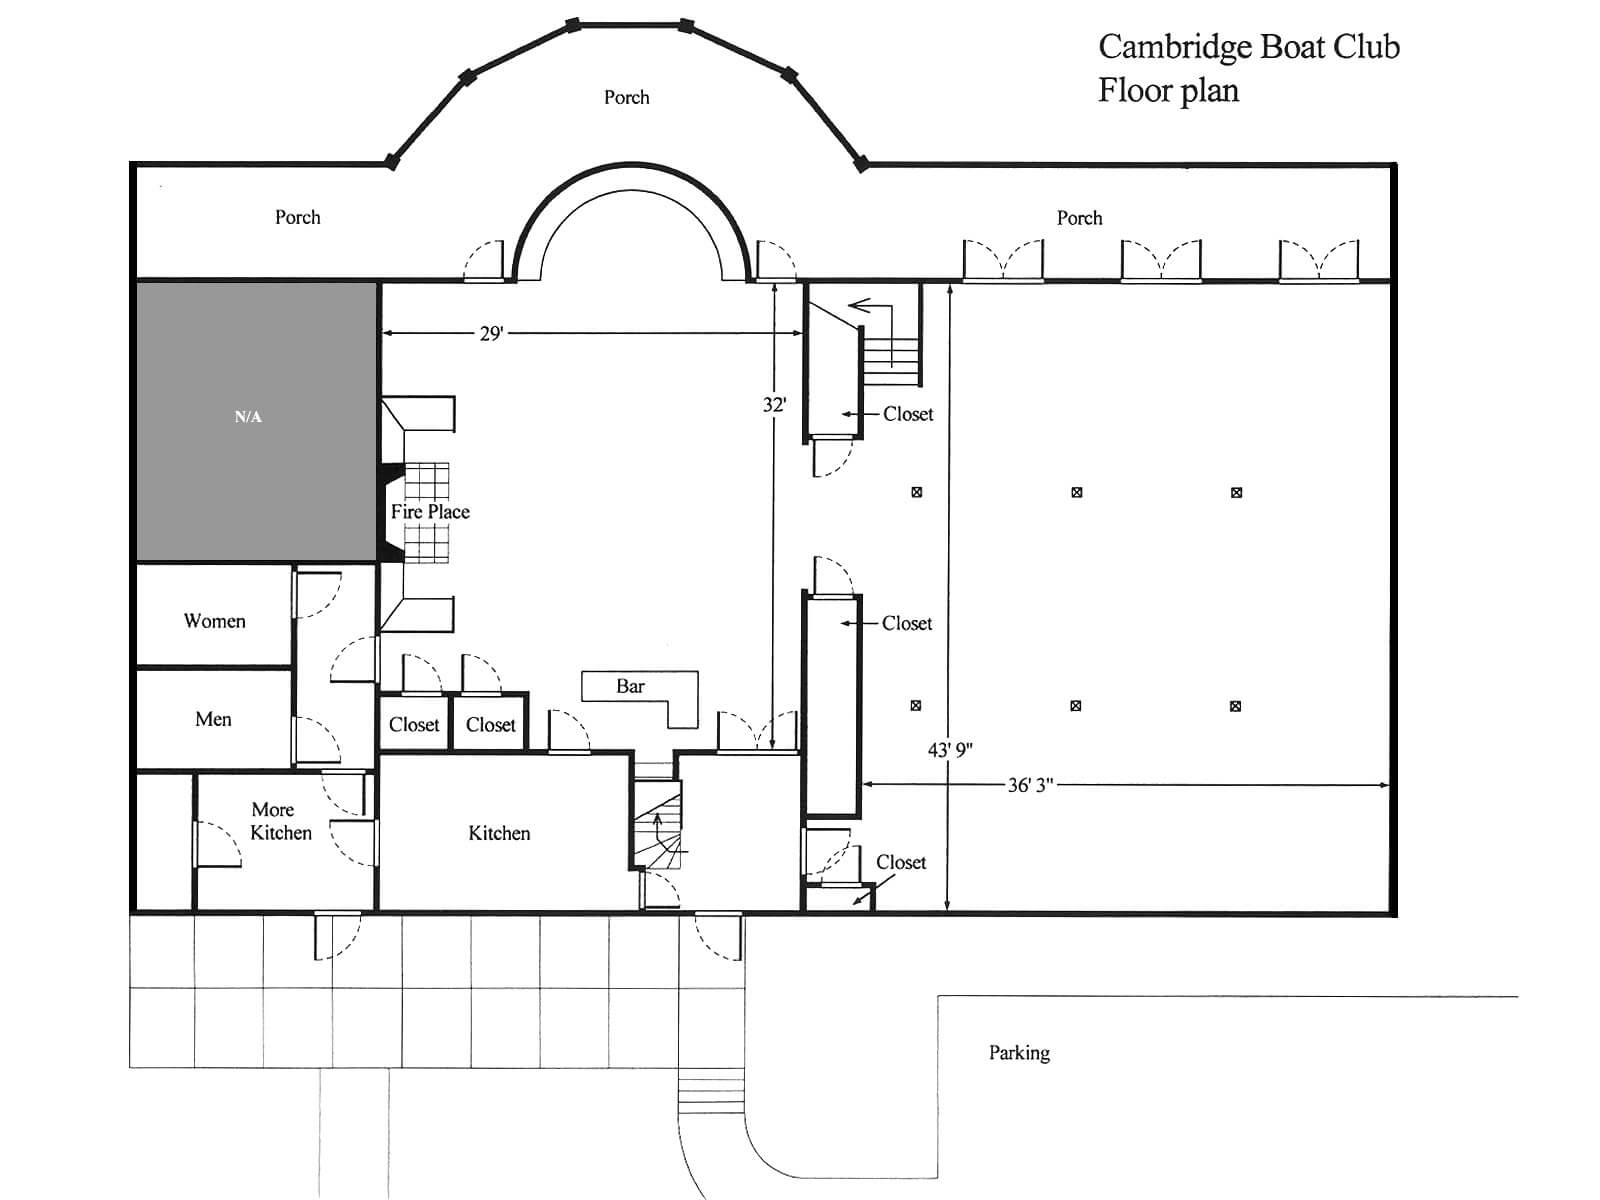 Cambridge Boat Club
Floor plan
Porch
Porch
Porch
29'
32'
N/A
Closet
Fire Place
Women
Closet
Bar
Men
Closet
Closet
43' 9"
36' 3"
More
Kitchen
Kitchen
Closet
Parking